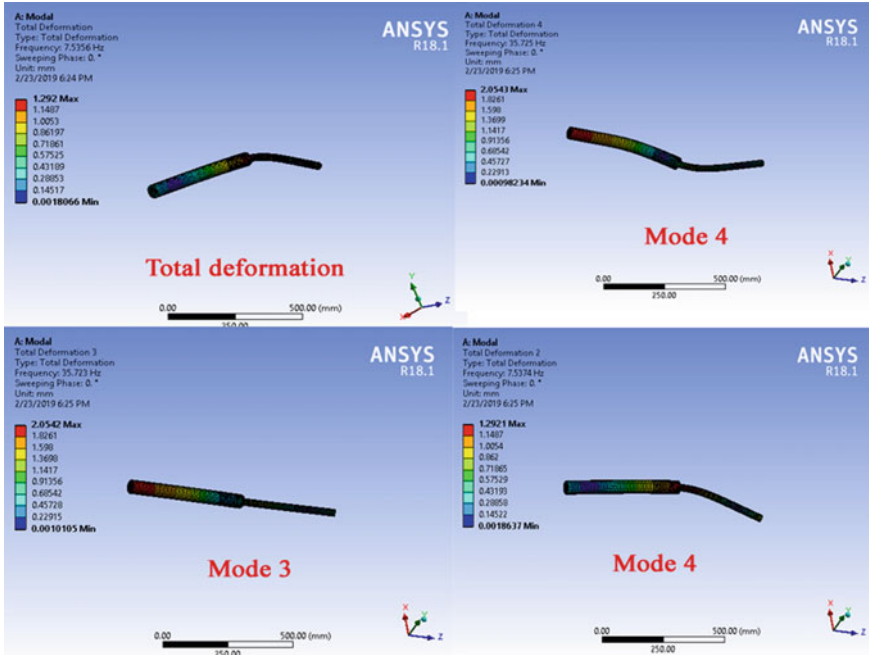 A: Modal
Total Deformation
Type: Total Deformation
Frequency: 7.5356 Hz
Sweeping Phase: 0. °
Unit: mm
2/23/2019 6:24 PM
1.292 Max
1.1487
1.0053
0.86197
0.71861
0.57525
0.43189
0.28853
0.14517
0.0018066 Min
ANSYS
R18.1
Total deformation
0.00
500.00 (mm)
250.00
X
Y
Z
A: Modal
Total Deformation 4
Type: Total Deformation
Frequency: 35.725 Hz
Sweeping Phase: 0. °
Unit: mm
2/23/2019 6:25 PM
2.0543 Max
1.8261
1.598
1.3699
1.1417
0.91356
0.68542
0.45727
0.22913
0.00098234 Min
ANSYS
R18.1
Mode 4
0.00
500.00 (mm)
250.00
X
Y
Z
A: Modal
Total Deformation 3
Type: Total Deformation
Frequency: 35.723 Hz
Sweeping Phase: 0. °
Unit: mm
2/23/2019 6:25 PM
2.0542 Max
1.8261
1.598
1.3698
1.1417
0.91356
0.68542
0.45728
0.22915
0.0010105 Min
ANSYS
R18.1
Mode 3
0.00
500.00 (mm)
250.00
X
Y
Z
A: Modal
Total Deformation 2
Type: Total Deformation
Frequency: 7.5374 Hz
Sweeping Phase: 0. °
Unit: mm
2/23/2019 6:25 PM
1.2921 Max
1.1487
1.0054
0.862
0.71865
0.57529
0.43193
0.28858
0.14522
0.0018637 Min
ANSYS
R18.1
Mode 4
0.00
500.00 (mm)
250.00
X
Y
Z